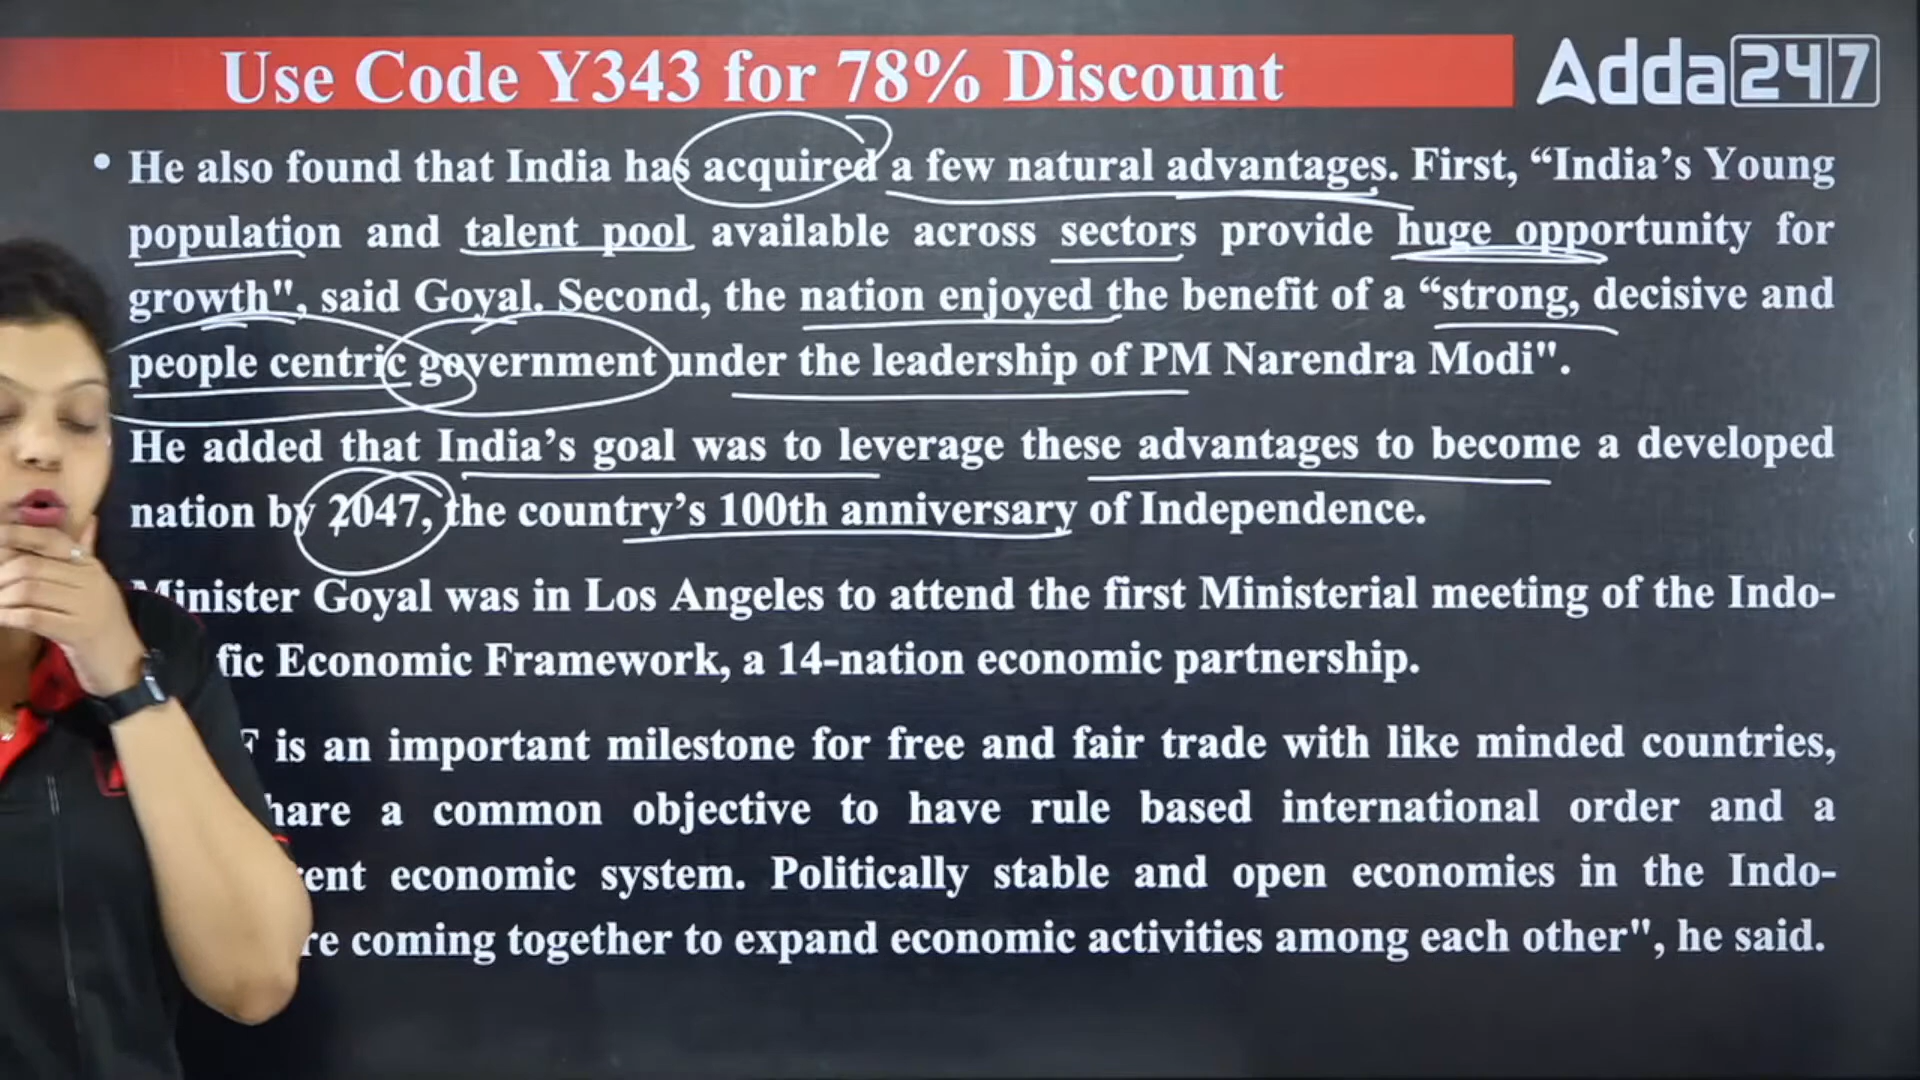 Use Code Y343 for 78% Discount
Adda 247
• He also found that India has acquired a few natural advantages. First, “India’s Young
population and talent pool available across sectors provide huge opportunity for
growth", said Goyal. Second, the nation enjoyed the benefit of a “strong, decisive and
people centric government under the leadership of PM Narendra Modi".
He added that India’s goal was to leverage these advantages to become a developed
nation by 2047, the country’s 100th anniversary of Independence.
Minister Goyal was in Los Angeles to attend the first Ministerial meeting of the Indo-
fic Economic Framework, a 14-nation economic partnership.
F is an important milestone for free and fair trade with like minded countries,
hare a common objective to have rule based international order and a
rent economic system. Politically stable and open economies in the Indo-
re coming together to expand economic activities among each other", he said.